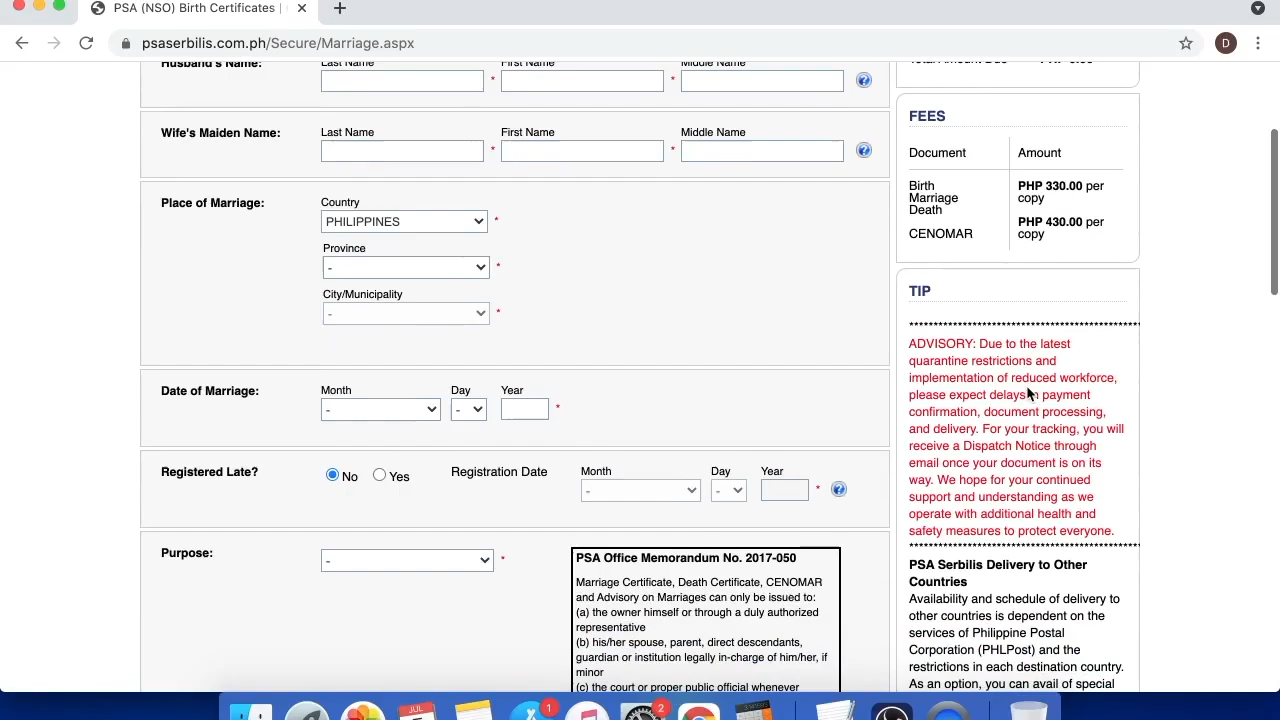 PSA (NSO) Birth Certificates |
psaserbilis.com.ph/Secure/Marriage.aspx
D
Husband's Name:
Last Name First Name Middle Name
* *
Wife's Maiden Name:
Last Name First Name Middle Name
* *
Place of Marriage:
Country
PHILIPPINES *
Province
- *
City/Municipality
- *
Date of Marriage:
Month Day Year
- - *
Registered Late?
No Yes
Registration Date
Month Day Year
- - *
Purpose:
- *
PSA Office Memorandum No. 2017-050
Marriage Certificate, Death Certificate, CENOMAR
and Advisory on Marriages can only be issued to:
(a) the owner himself or through a duly authorized
representative
(b) his/her spouse, parent, direct descendants,
guardian or institution legally in-charge of him/her, if
minor
(c) the court or proper public official whenever
Total Amount Due
FEES
Document Amount
Birth
Marriage
Death
PHP 330.00 per
copy
CENOMAR
PHP 430.00 per
copy
TIP
************************************************
ADVISORY: Due to the latest
quarantine restrictions and
implementation of reduced workforce,
please expect delays in payment
confirmation, document processing,
and delivery. For your tracking, you will
receive a Dispatch Notice through
email once your document is on its
way. We hope for your continued
support and understanding as we
operate with additional health and
safety measures to protect everyone.
************************************************
PSA Serbilis Delivery to Other
Countries
Availability and schedule of delivery to
other countries is dependent on the
services of Philippine Postal
Corporation (PHLPost) and the
restrictions in each destination country.
As an option, you can avail of special
JUL
1
2